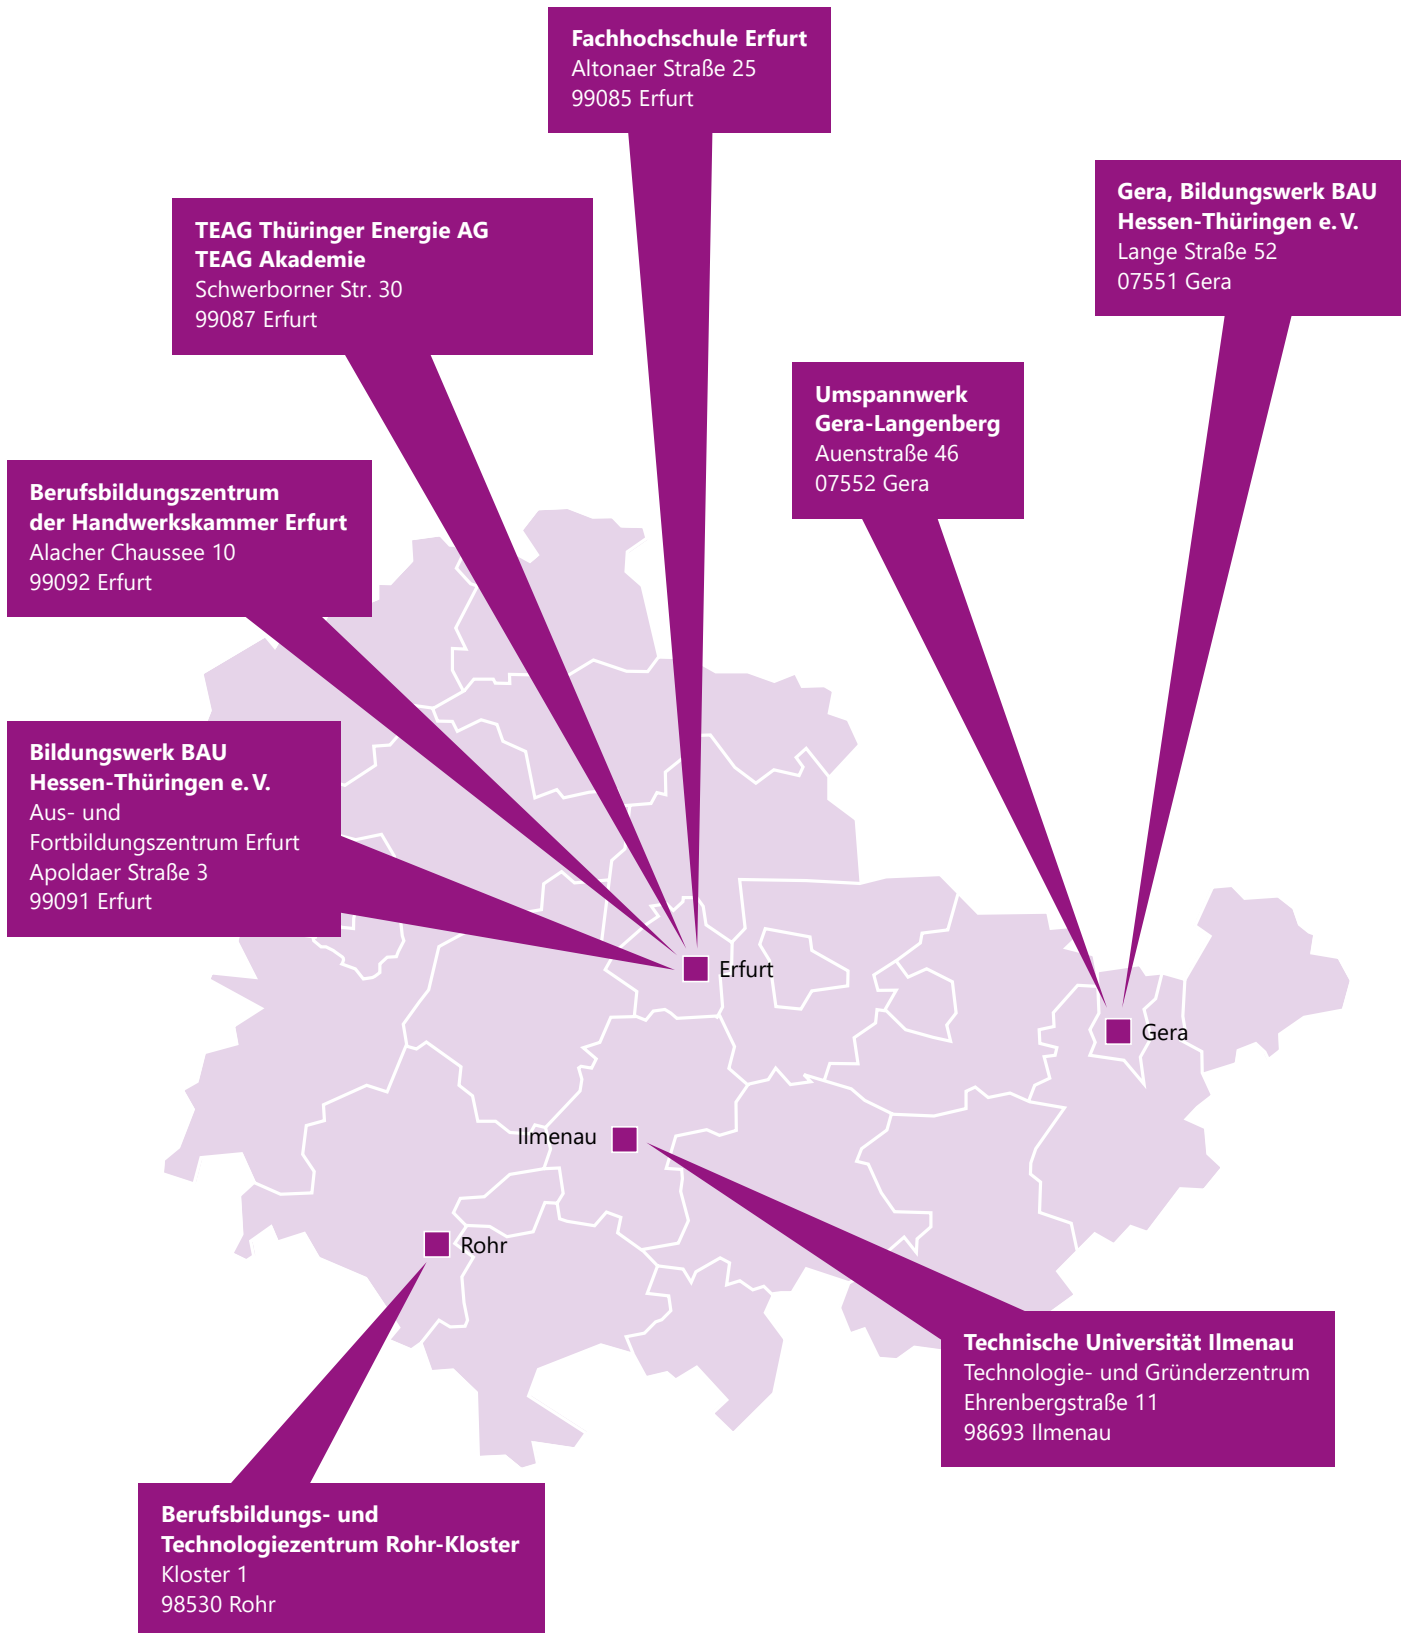 Fachhochschule Erfurt
Altonaer Straße 25
99085 Erfurt
Gera, Bildungswerk BAU
Hessen-Thüringen e. V.
Lange Straße 52
07551 Gera
TEAG Thüringer Energie AG
TEAG Akademie
Schwerborner Str. 30
99087 Erfurt
Umspannwerk
Gera-Langenberg
Auenstraße 46
07552 Gera
Berufsbildungszentrum
der Handwerkskammer Erfurt
Alacher Chaussee 10
99092 Erfurt
Bildungswerk BAU
Hessen-Thüringen e. V.
Aus- und
Fortbildungszentrum Erfurt
Apoldaer Straße 3
99091 Erfurt
Erfurt
Gera
Ilmenau
Rohr
Technische Universität Ilmenau
Technologie- und Gründerzentrum
Ehrenbergstraße 11
98693 Ilmenau
Berufsbildungs- und
Technologiezentrum Rohr-Kloster
Kloster 1
98530 Rohr